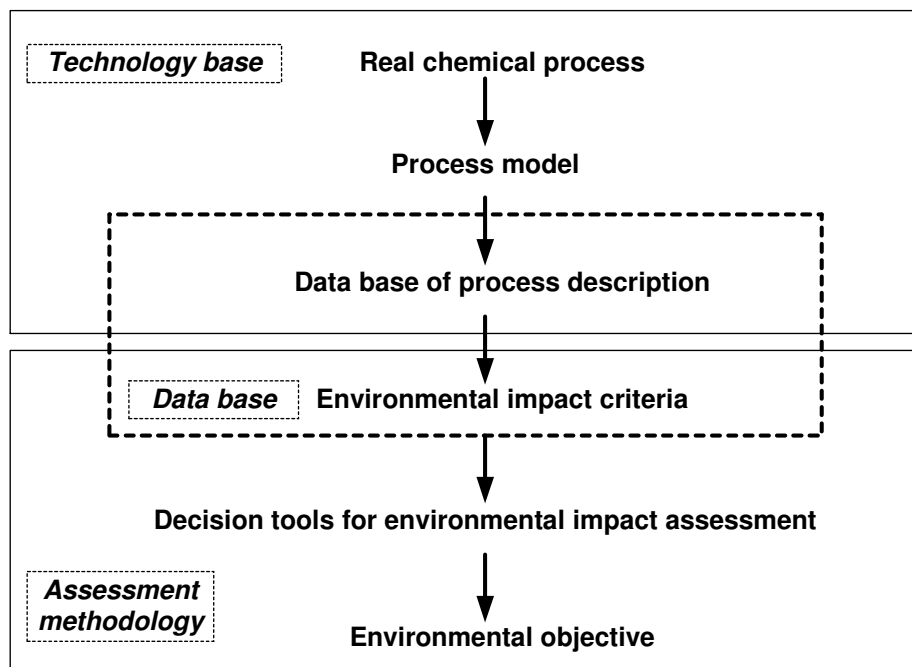 Technology base
Real chemical process
Process model
Data base of process description
Data base
Environmental impact criteria
Decision tools for environmental impact assessment
Assessment
methodology
Environmental objective